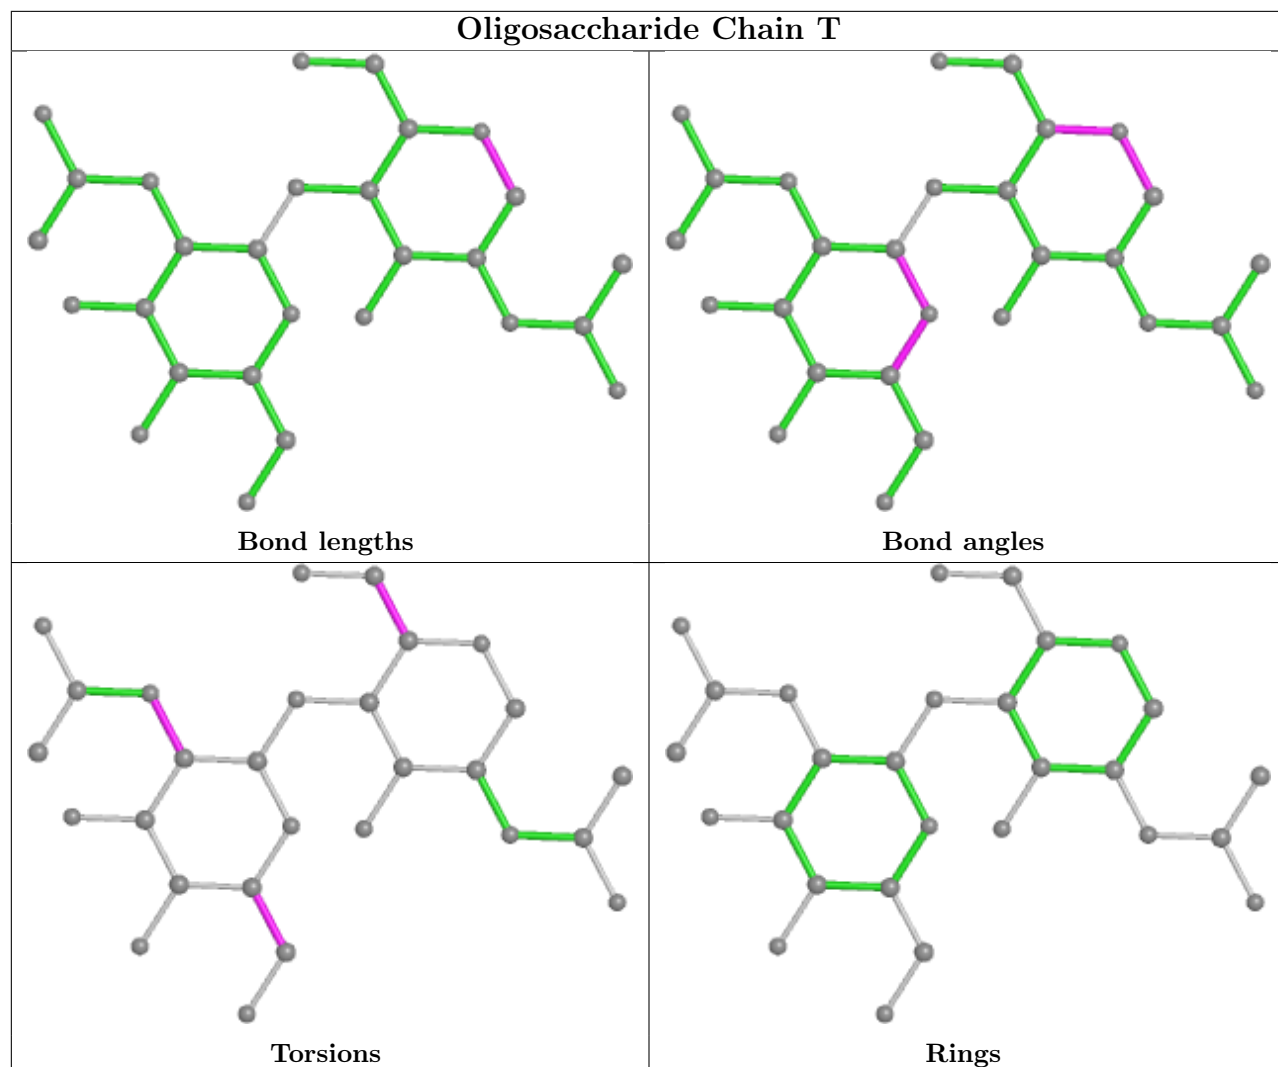 Oligosaccharide Chain T
Bond lengths
Bond angles
Torsions
Rings